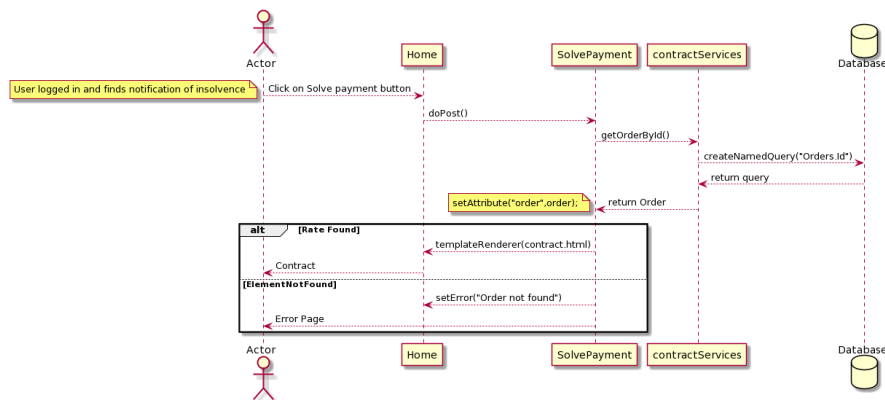 Actor
Home
SolvePayment
contractServices
Database
User logged in and finds notification of insolvence
Click on Solve payment button
doPost()
getOrderById()
createNamedQuery("Orders.Id")
return query
setAttribute("order",order);
return Order
alt [Rate Found]
templateRenderer(contract.html)
Contract
[ElementNotFound]
setError("Order not found")
Error Page
Actor
Home
SolvePayment
contractServices
Database